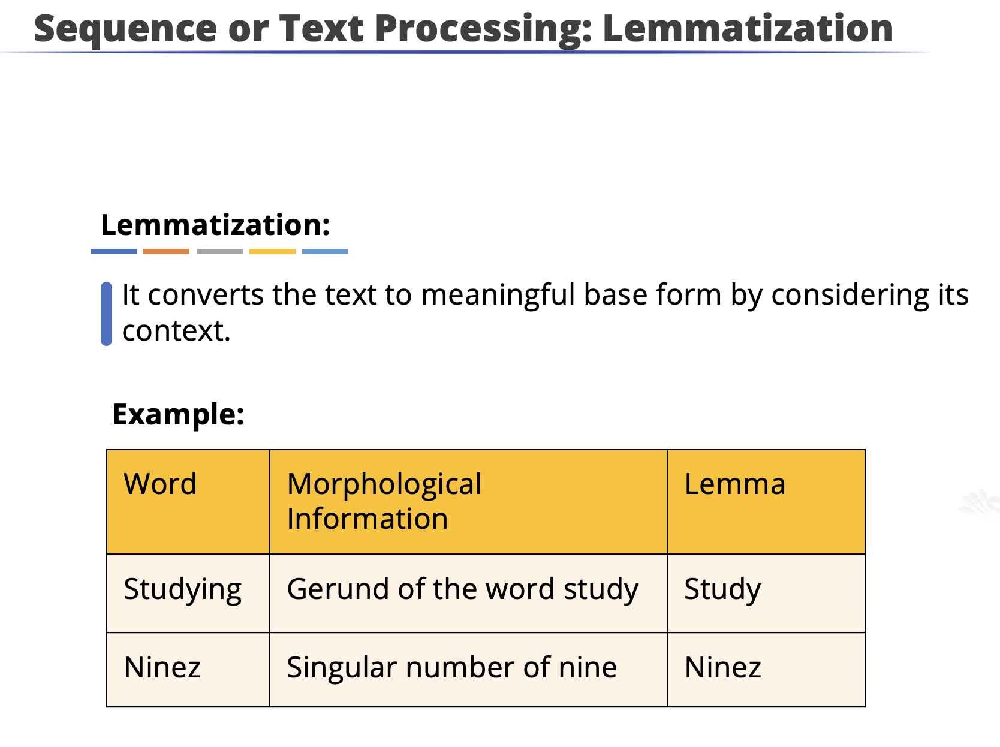 Sequence or Text Processing: Lemmatization
Lemmatization:
It converts the text to meaningful base form by considering its
context.
Example:
Word
Morphological
Information
Lemma
Studying
Gerund of the word study
Study
Ninez
Singular number of nine
Ninez